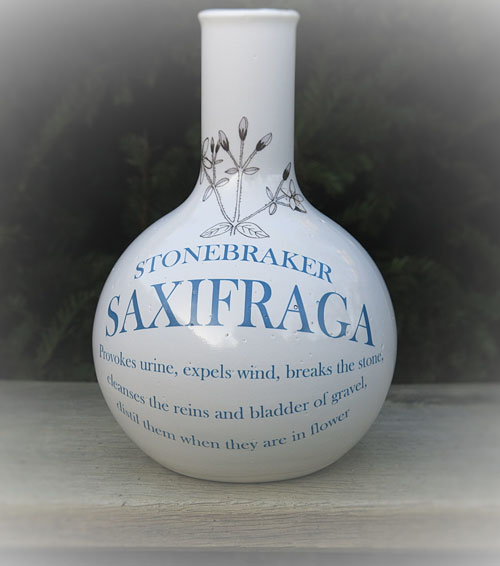 STONEBRAKER
SAXIFRAGA
Provokes urine, expels wind, breaks the stone,
cleanses the reins and bladder of gravel,
distil them when they are in flower